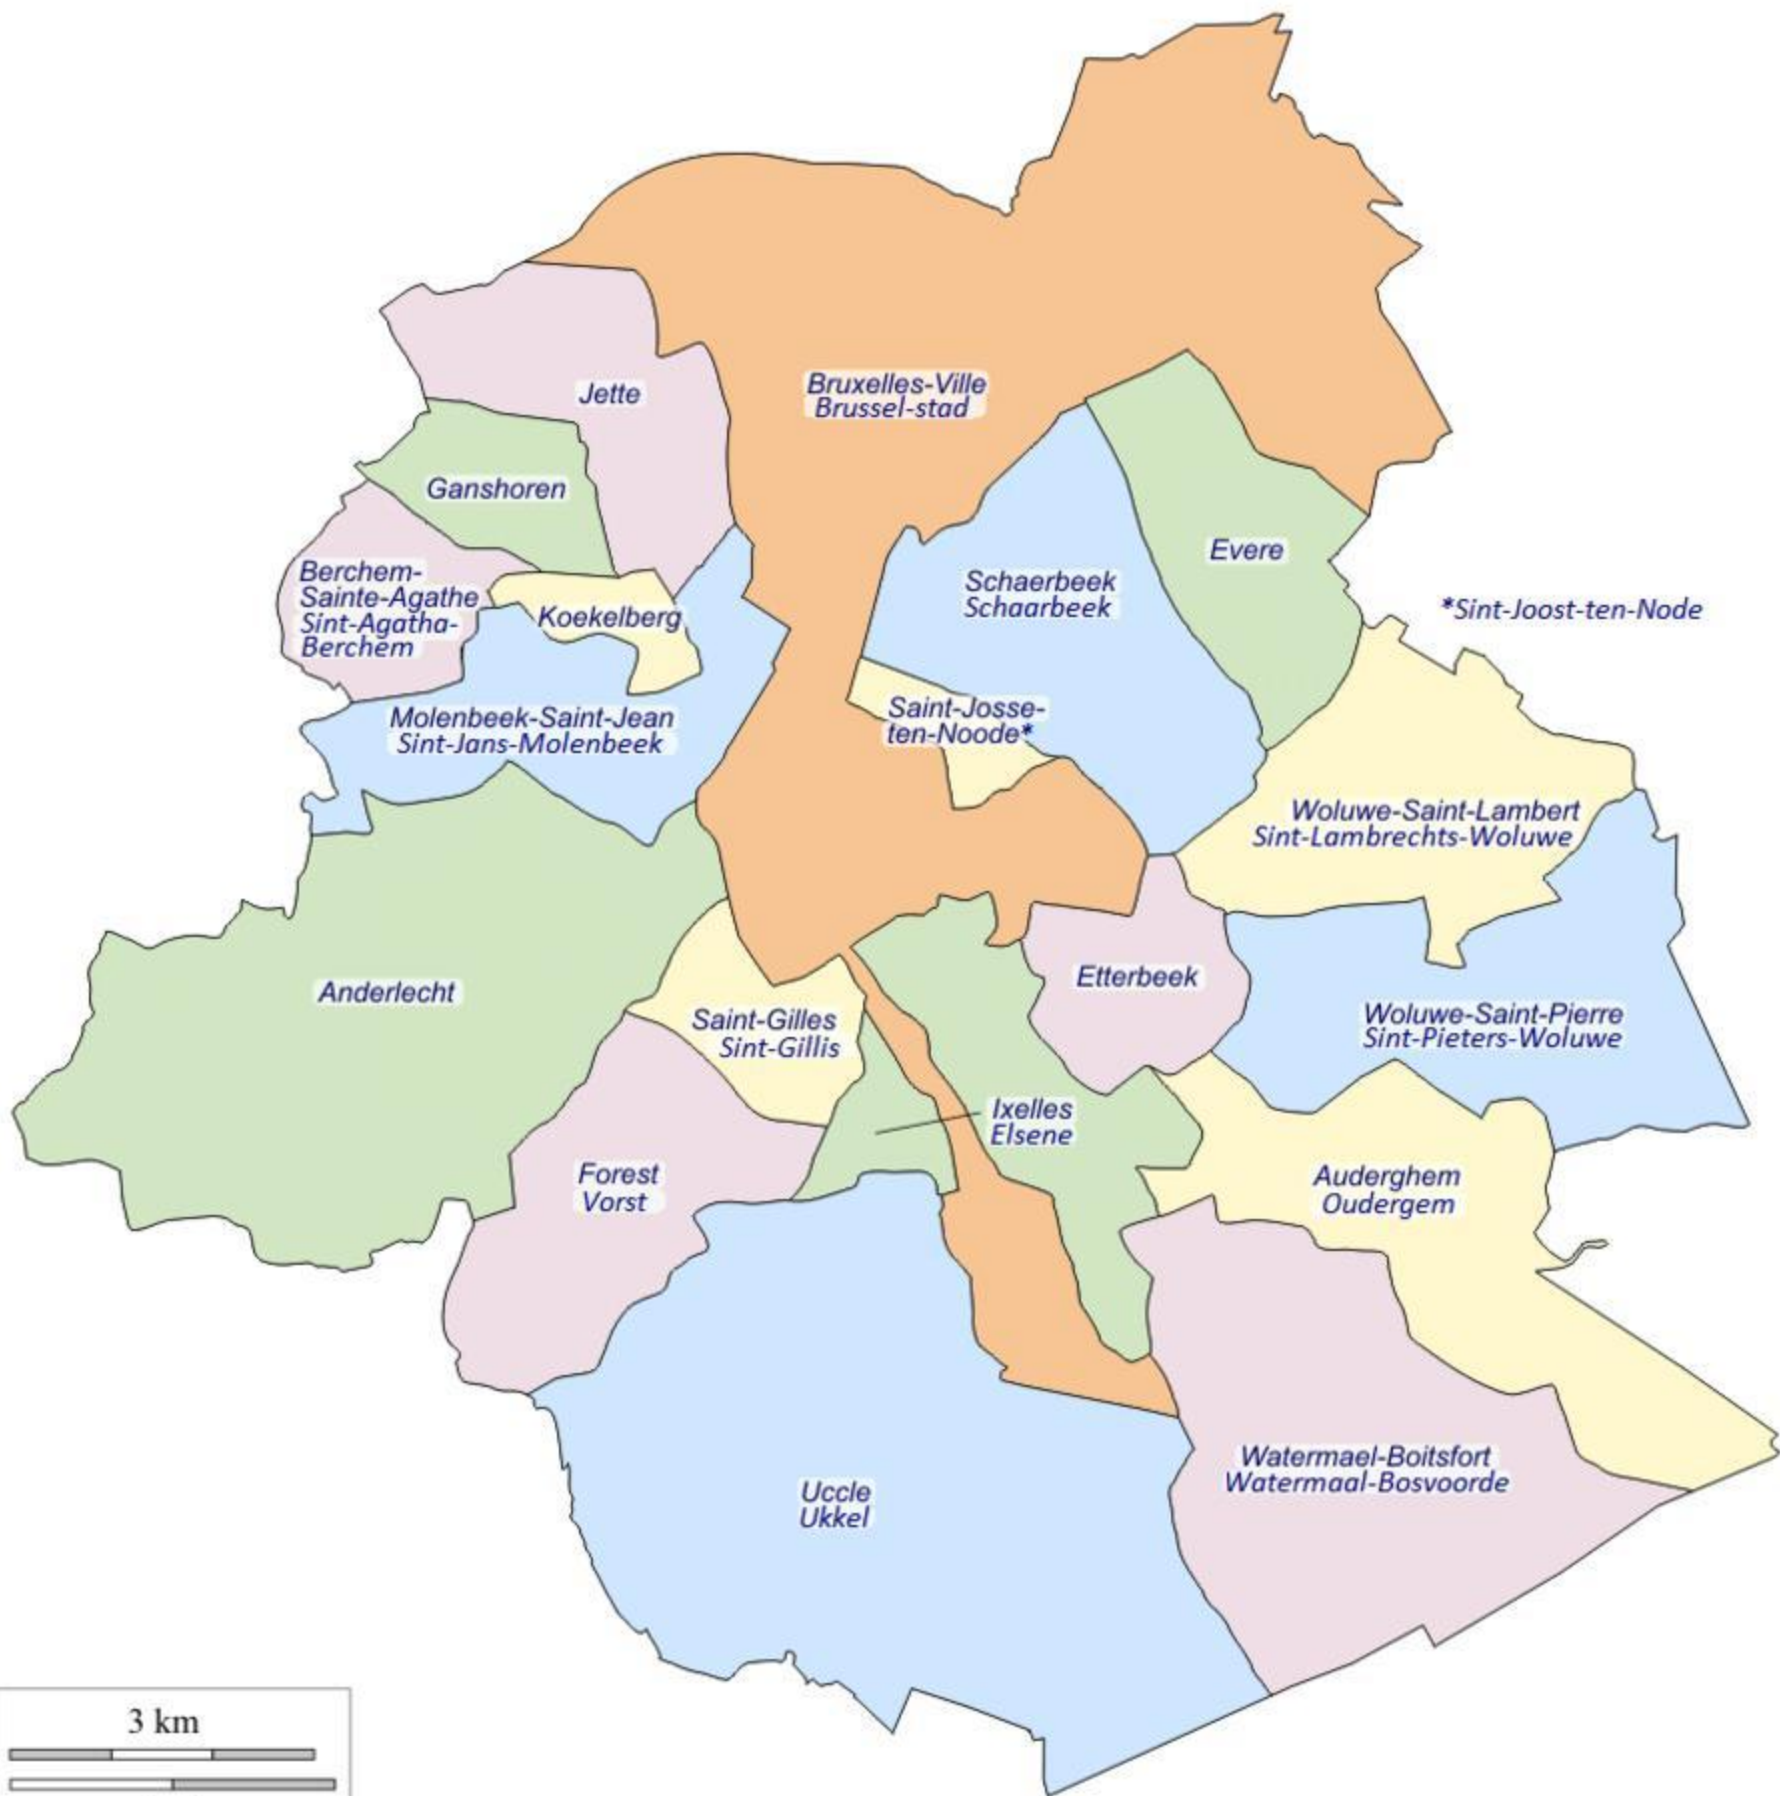 Jette
Bruxelles-Ville
Brussel-stad
Ganshoren
Evere
Berchem-
Sainte-Agathe
Sint-Agatha-
Berchem
Koekelberg
Schaerbeek
Schaarbeek
*Sint-Joost-ten-Node
Molenbeek-Saint-Jean
Sint-Jans-Molenbeek
Saint-Josse-
ten-Noode*
Woluwe-Saint-Lambert
Sint-Lambrechts-Woluwe
Anderlecht
Etterbeek
Saint-Gilles
Sint-Gillis
Woluwe-Saint-Pierre
Sint-Pieters-Woluwe
Ixelles
Elsene
Forest
Vorst
Auderghem
Oudergem
Uccle
Ukkel
Watermael-Boitsfort
Watermaal-Bosvoorde
3 km